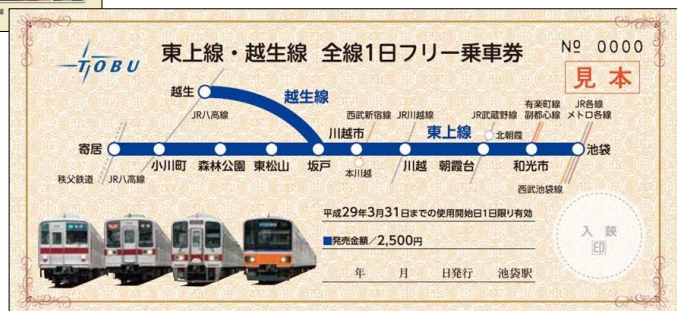 TOBU
東上線・越生線 全線1日フリー乗車券
№ 0000
見本
越生
越生線
JR八高線
西武新宿線
JR川越線
JR武蔵野線
有楽町線
副都心線
JR各線
メトロ各線
川越市
東上線
北朝霞
寄居
池袋
小川町
森林公園
東松山
坂戸
本川越
川越
朝霞台
和光市
秩父鉄道
JR八高線
西武池袋線
平成29年3月31日までの使用開始日1日限り有効
■発売金額/2,500円
年 月 日発行 池袋駅
入鋏
印